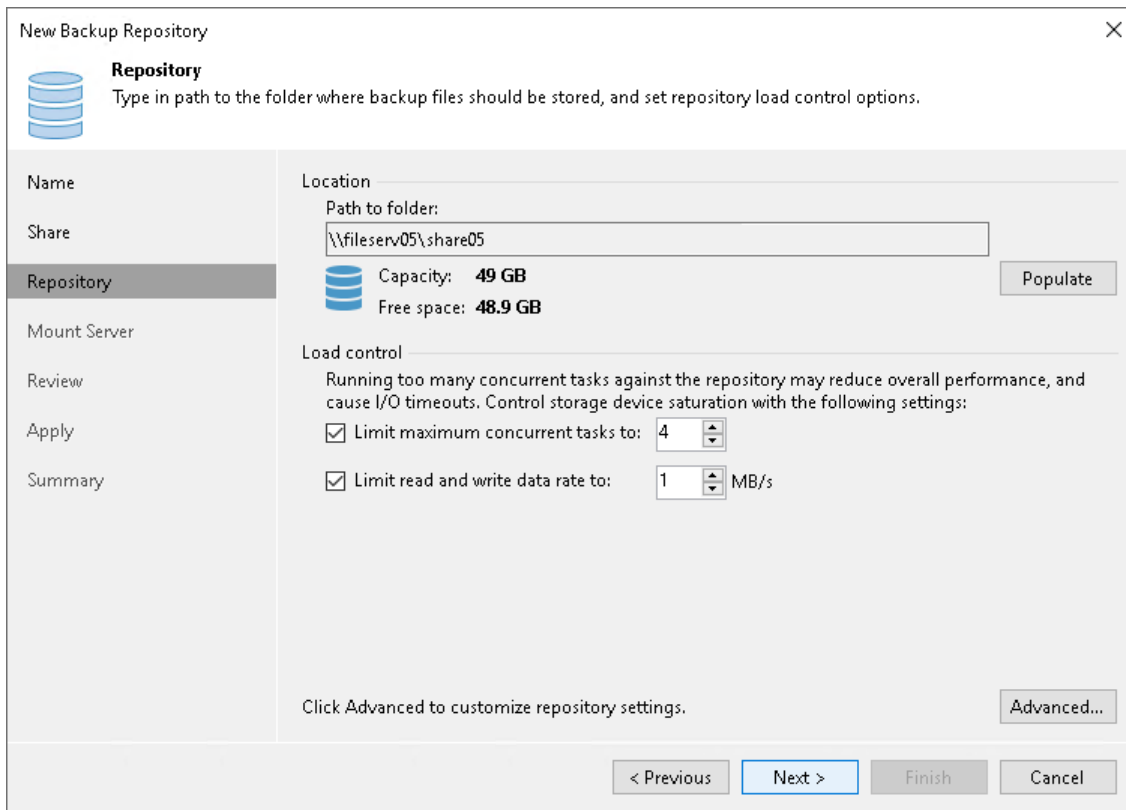 New Backup Repository
Repository
Type in path to the folder where backup files should be stored, and set repository load control options.
Name
Share
Repository
Mount Server
Review
Apply
Summary
Location
Path to folder:
\\fileserv05\share05
Capacity: 49 GB
Free space: 48.9 GB
Populate
Load control
Running too many concurrent tasks against the repository may reduce overall performance, and
cause I/O timeouts. Control storage device saturation with the following settings:
Limit maximum concurrent tasks to: 4
Limit read and write data rate to: 1 MB/s
Click Advanced to customize repository settings.
Advanced...
< Previous
Next >
Finish
Cancel